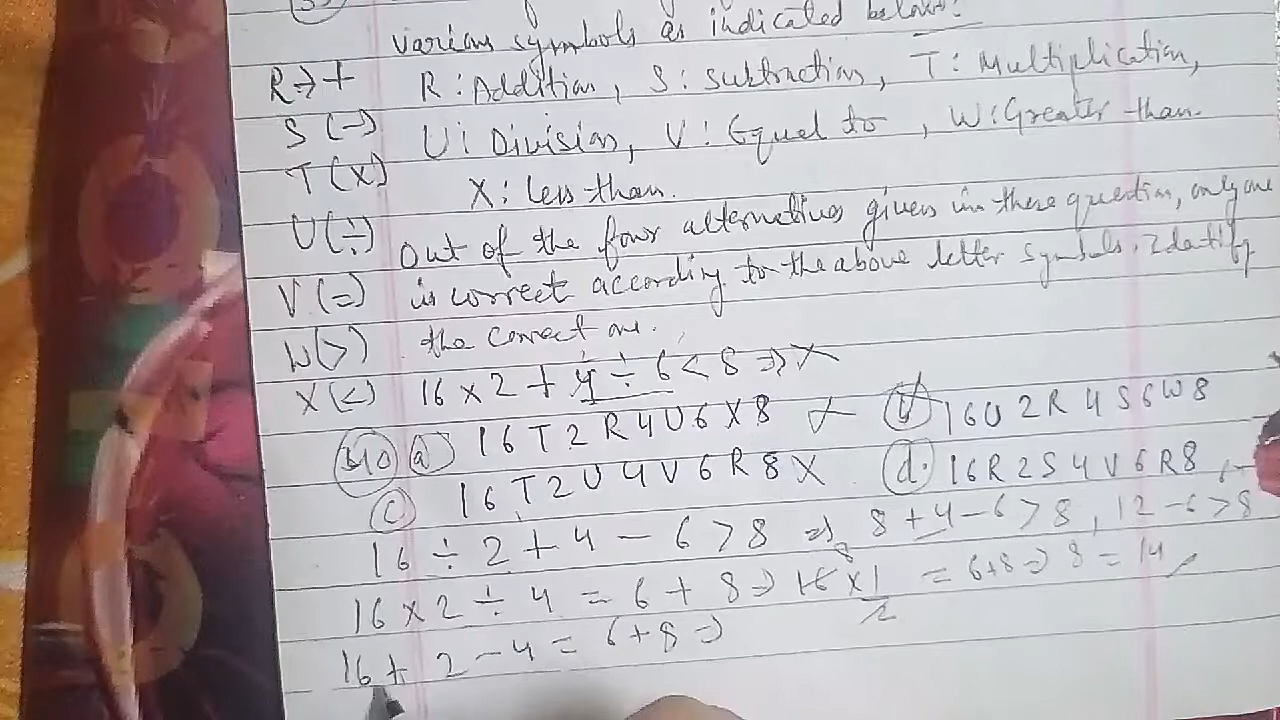 various symbols as indicated below:
R→+ R : Addition, S : Subtraction, T : Multiplication,
S (-) U : Division, V : Equal to, W : Greater than.
T (×) X : Less than.
U (÷) Out of the four alternatives given in these question, only one
V (=) is correct according to the above letter symbols. Identify
W (>) the correct one.
X (<) 16 × 2 + 4 ÷ 6 < 8 ⇒ ×
340 a) 16 T 2 R 4 U 6 X 8 (b) 16 U 2 R 4 S 6 W 8
(c) 16 T 2 U 4 V 6 R 8 X (d. 16 R 2 S 4 V 6 R 8
16 ÷ 2 + 4 - 6 > 8 ⇒ 8 + 4 - 6 > 8, 12 - 6 > 8
16 × 2 ÷ 4 = 6 + 8 ⇒ 16 × 1/2 = 6+8 ⇒ 8 = 14
16 + 2 - 4 = 6 + 8 ⇒